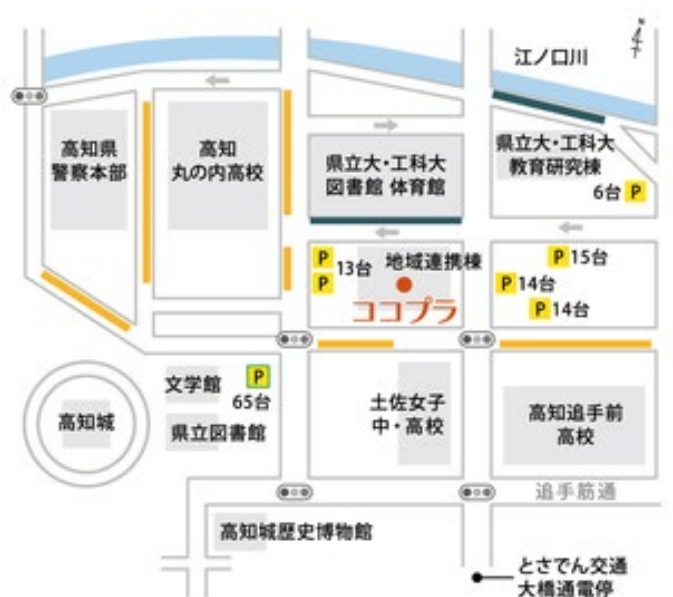 N
江ノ口川
高知県
警察本部
高知
丸の内高校
県立大・工科大
図書館 体育館
県立大・工科大
教育研究棟
6台 P
P
P
13台
地域連携棟
ココプラ
P 15台
P 14台
P 14台
文学館
P
65台
県立図書館
高知城
土佐女子
中・高校
高知追手前
高校
追手筋通
高知城歴史博物館
とさでん交通
大橋通電停